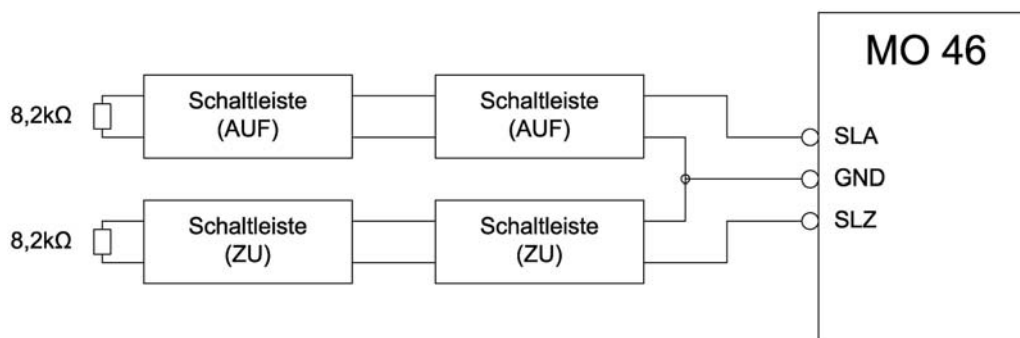 MO 46
8,2kΩ
Schaltleiste
(AUF)
Schaltleiste
(AUF)
SLA
GND
SLZ
8,2kΩ
Schaltleiste
(ZU)
Schaltleiste
(ZU)